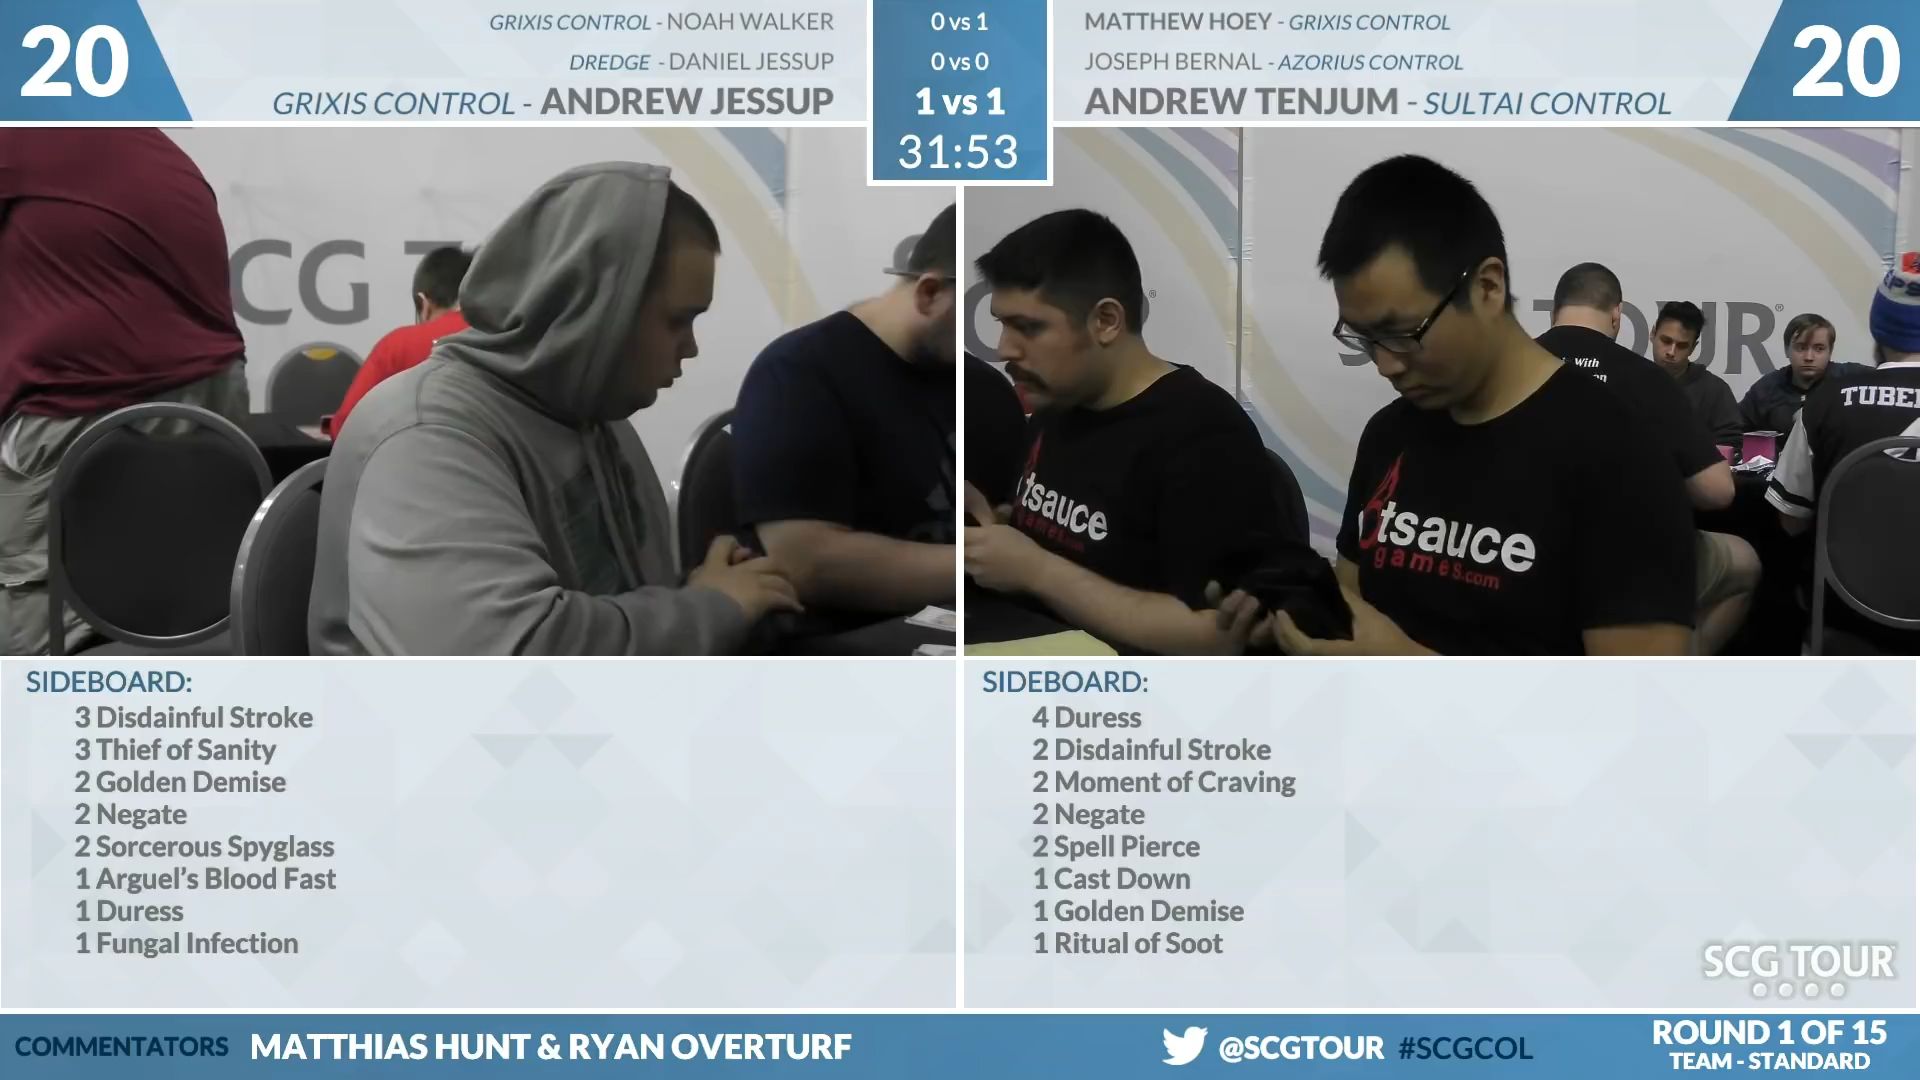 20
GRIXIS CONTROL - NOAH WALKER
DREDGE - DANIEL JESSUP
GRIXIS CONTROL - ANDREW JESSUP
0 vs 1
0 vs 0
1 vs 1
31:53
MATTHEW HOEY - GRIXIS CONTROL
JOSEPH BERNAL - AZORIUS CONTROL
ANDREW TENJUM - SULTAI CONTROL
20
CG T
TOUR®
With
TUBE
tsauce
games.com
tsauce
games.com
SIDEBOARD:
3 Disdainful Stroke
3 Thief of Sanity
2 Golden Demise
2 Negate
2 Sorcerous Spyglass
1 Arguel's Blood Fast
1 Duress
1 Fungal Infection
SIDEBOARD:
4 Duress
2 Disdainful Stroke
2 Moment of Craving
2 Negate
2 Spell Pierce
1 Cast Down
1 Golden Demise
1 Ritual of Soot
SCG TOUR
COMMENTATORS MATTHIAS HUNT & RYAN OVERTURF
@SCGTOUR #SCGCOL
ROUND 1 OF 15
TEAM - STANDARD